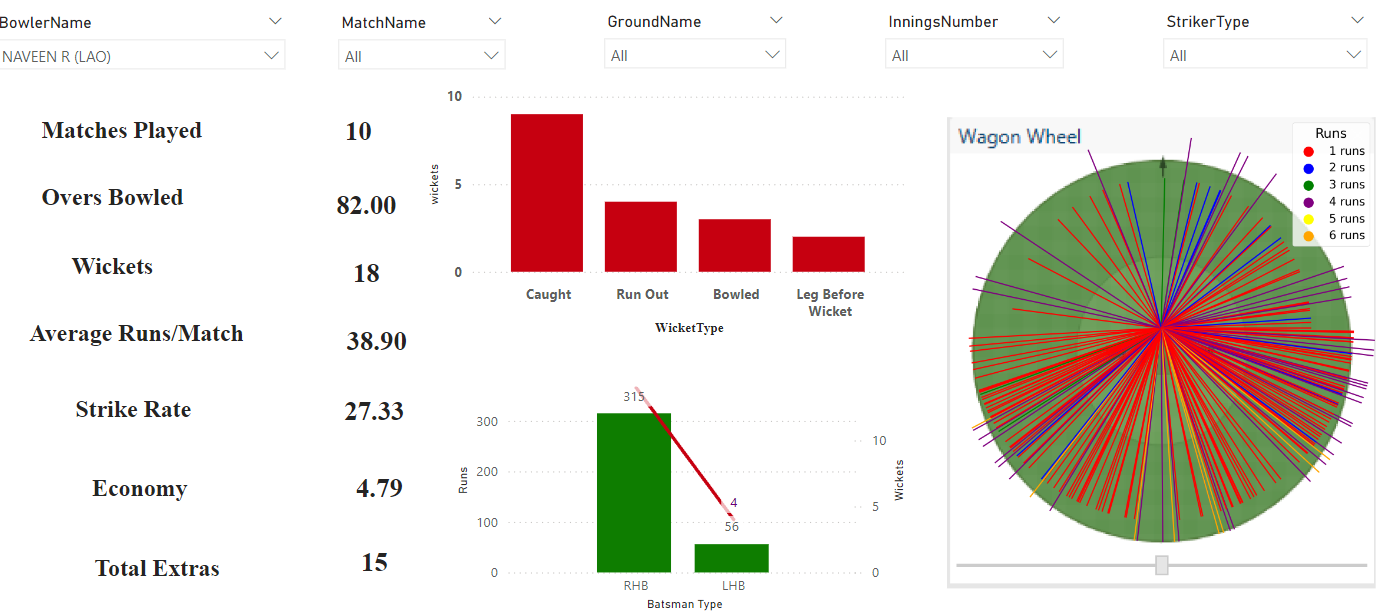 BowlerName
NAVEEN R (LAO)
MatchName
All
GroundName
All
InningsNumber
All
StrikerType
All
Matches Played 10
Overs Bowled 82.00
Wickets 18
Average Runs/Match 38.90
Strike Rate 27.33
Economy 4.79
Total Extras 15
10
5
0
wickets
Caught
Run Out
Bowled
Leg Before
Wicket
WicketType
300
200
100
0
Runs
315
4
56
10
5
0
Wickets
RHB
LHB
Batsman Type
Wagon Wheel
Runs
1 runs
2 runs
3 runs
4 runs
5 runs
6 runs